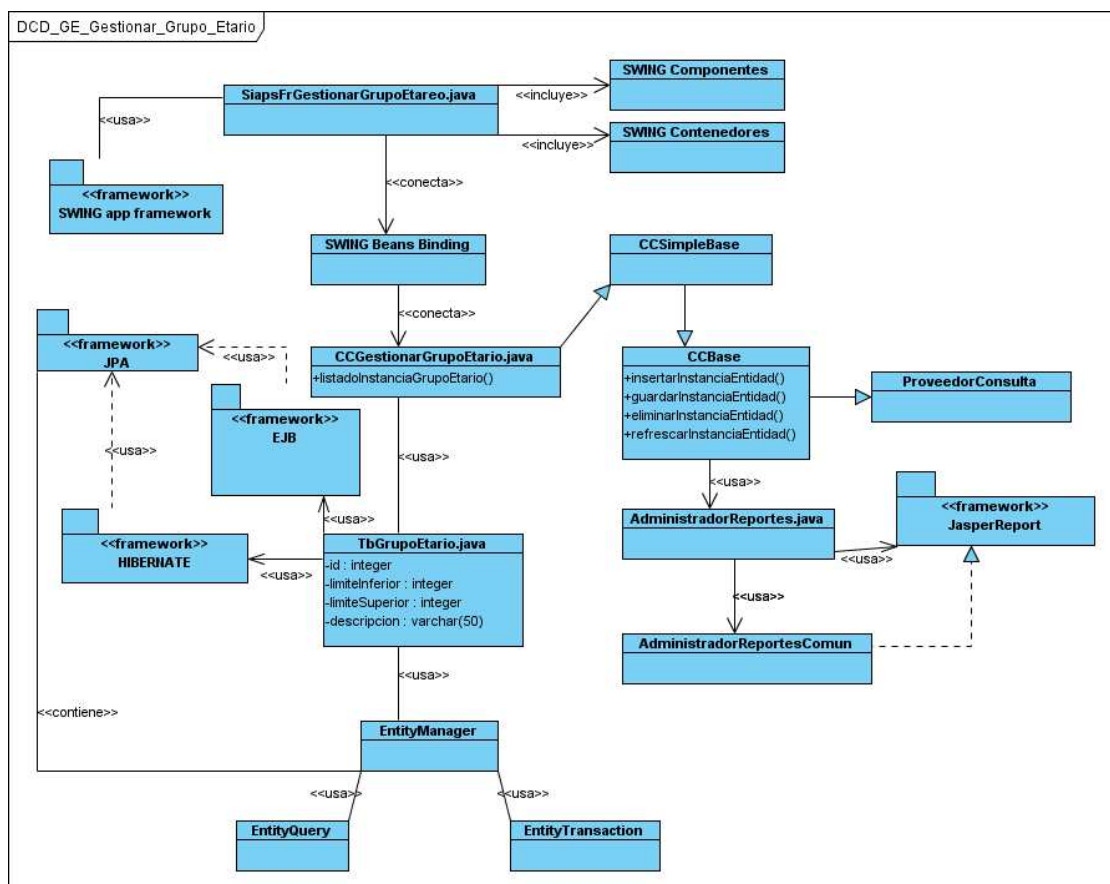 DCD_GE_Gestionar_Grupo_Etario
SWING Componentes
SiapsFrGestionarGrupoEtareo.java
<<incluye>>
<<usa>>
SWING Contenedores
<<incluye>>
<<conecta>>
<<framework>>
SWING app framework
SWING Beans Binding
CCSimpleBase
<<conecta>>
<<framework>>
JPA
<<usa>>
CCGestionarGrupoEtario.java
+listadoInstanciaGrupoEtario()
CCBase
+insertarInstanciaEntidad()
+guardarInstanciaEntidad()
+eliminarInstanciaEntidad()
+refrescarInstanciaEntidad()
ProveedorConsulta
<<framework>>
EJB
<<usa>>
<<usa>>
<<usa>>
<<framework>>
JasperReport
<<usa>>
AdministradorReportes.java
<<framework>>
HIBERNATE
<<usa>>
TbGrupoEtario.java
-id : integer
-limiteInferior : integer
-limiteSuperior : integer
-descripcion : varchar(50)
<<usa>>
<<usa>>
AdministradorReportesComun
<<usa>>
<<contiene>>
EntityManager
<<usa>>
<<usa>>
EntityQuery
EntityTransaction